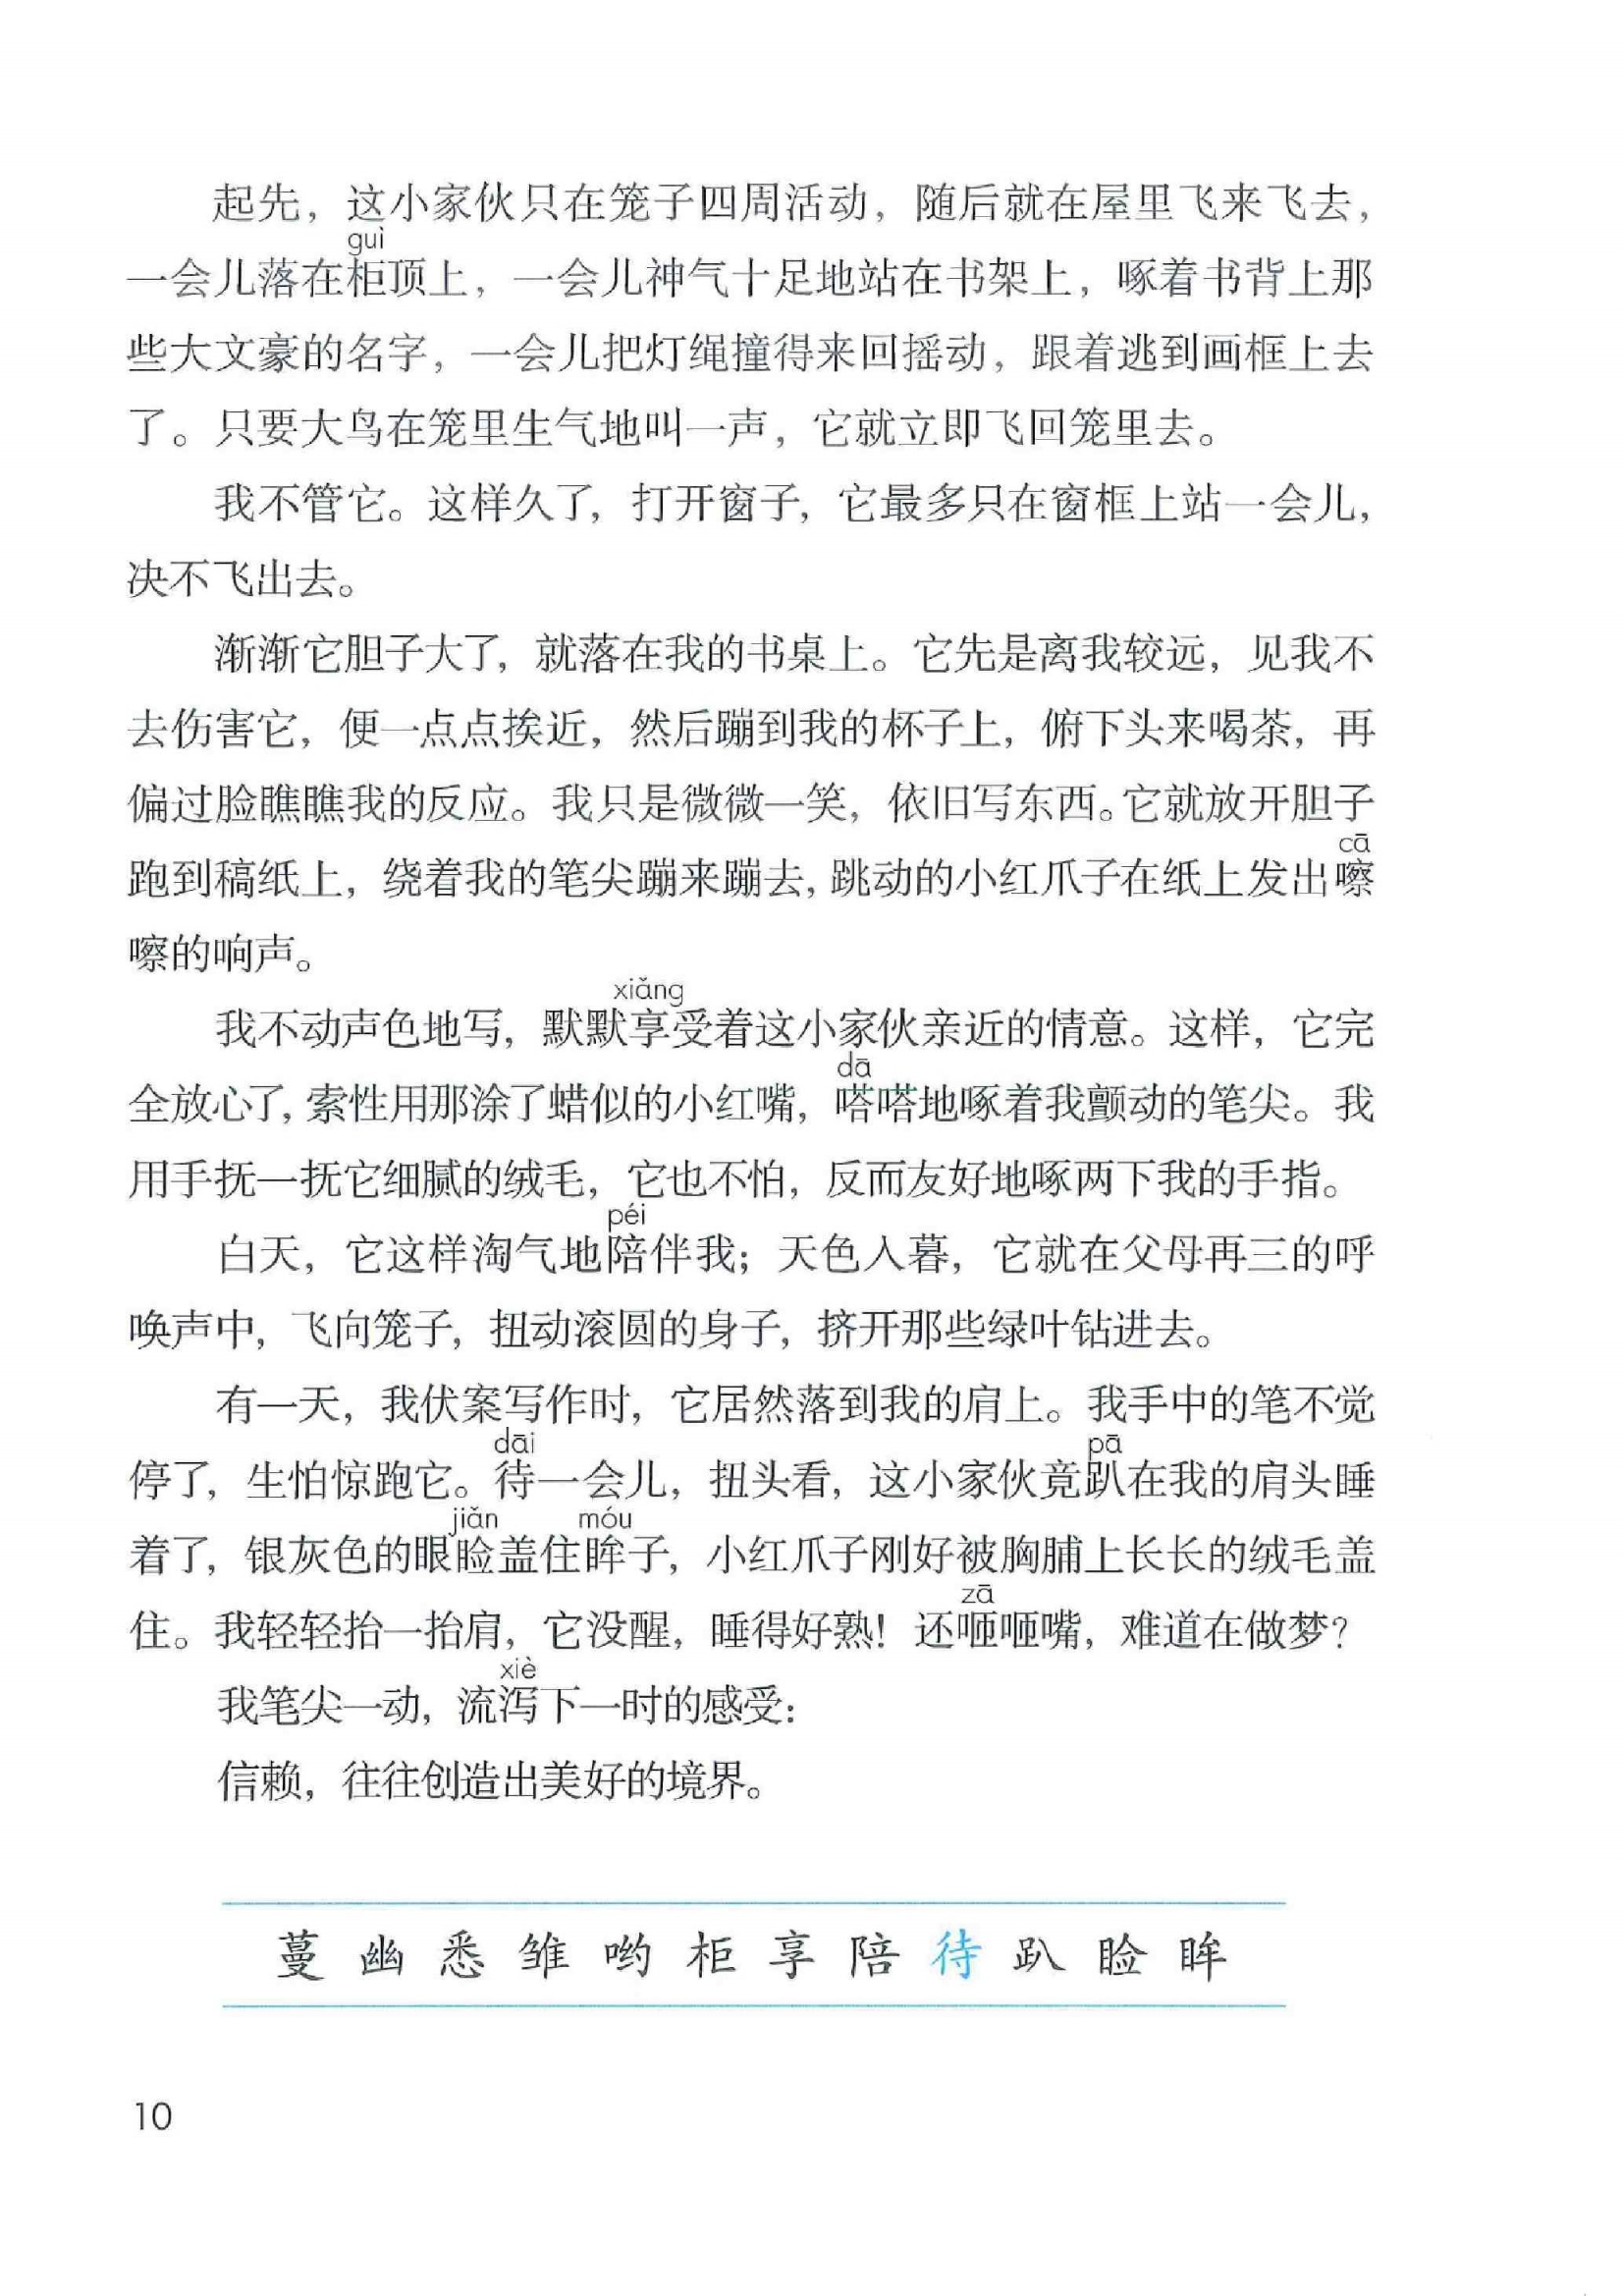 起先，这小家伙只在笼子四周活动，随后就在屋里飞来飞去，
guì
一会儿落在柜顶上，一会儿神气十足地站在书架上，啄着书背上那
些大文豪的名字，一会儿把灯绳撞得来回摇动，跟着逃到画框上去
了。只要大鸟在笼里生气地叫一声，它就立即飞回笼里去。
我不管它。这样久了，打开窗子，它最多只在窗框上站一会儿，
决不飞出去。
渐渐它胆子大了，就落在我的书桌上。它先是离我较远，见我不
去伤害它，便一点点挨近，然后蹦到我的杯子上，俯下头来喝茶，再
偏过脸瞧瞧我的反应。我只是微微一笑，依旧写东西。它就放开胆子
cā
跑到稿纸上，绕着我的笔尖蹦来蹦去，跳动的小红爪子在纸上发出嚓
嚓的响声。
xiǎng
我不动声色地写，默默享受着这小家伙亲近的情意。这样，它完
dā
全放心了，索性用那涂了蜡似的小红嘴，嗒嗒地啄着我颤动的笔尖。我
用手抚一抚它细腻的绒毛，它也不怕，反而友好地啄两下我的手指。
péi
白天，它这样淘气地陪伴我；天色入暮，它就在父母再三的呼
唤声中，飞向笼子，扭动滚圆的身子，挤开那些绿叶钻进去。
有一天，我伏案写作时，它居然落到我的肩上。我手中的笔不觉
dāi pā
停了，生怕惊跑它。待一会儿，扭头看，这小家伙竟趴在我的肩头睡
jiǎn móu
着了，银灰色的眼睑盖住眸子，小红爪子刚好被胸脯上长长的绒毛盖
zā
住。我轻轻抬一抬肩，它没醒，睡得好熟！还咂咂嘴，难道在做梦？
xiè
我笔尖一动，流泻下一时的感受：
信赖，往往创造出美好的境界。
蔓 幽 悉 雏 哟 柜 享 陪 待 趴 睑 眸
10